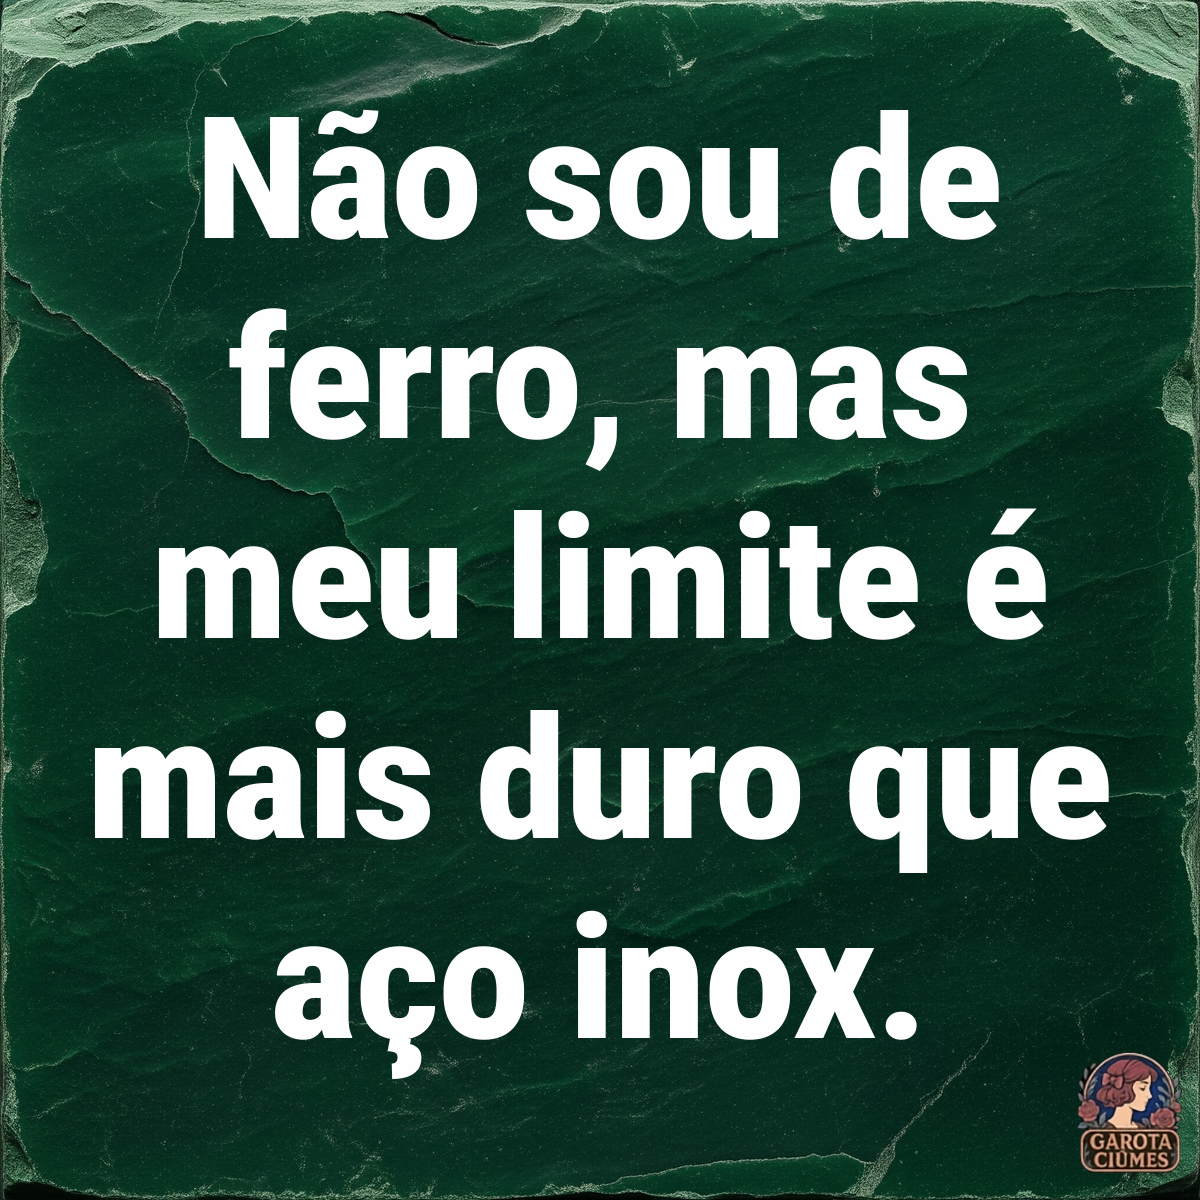 Não sou de
ferro, mas
meu limite é
mais duro que
aço inox.
GAROTA
CIÚMES